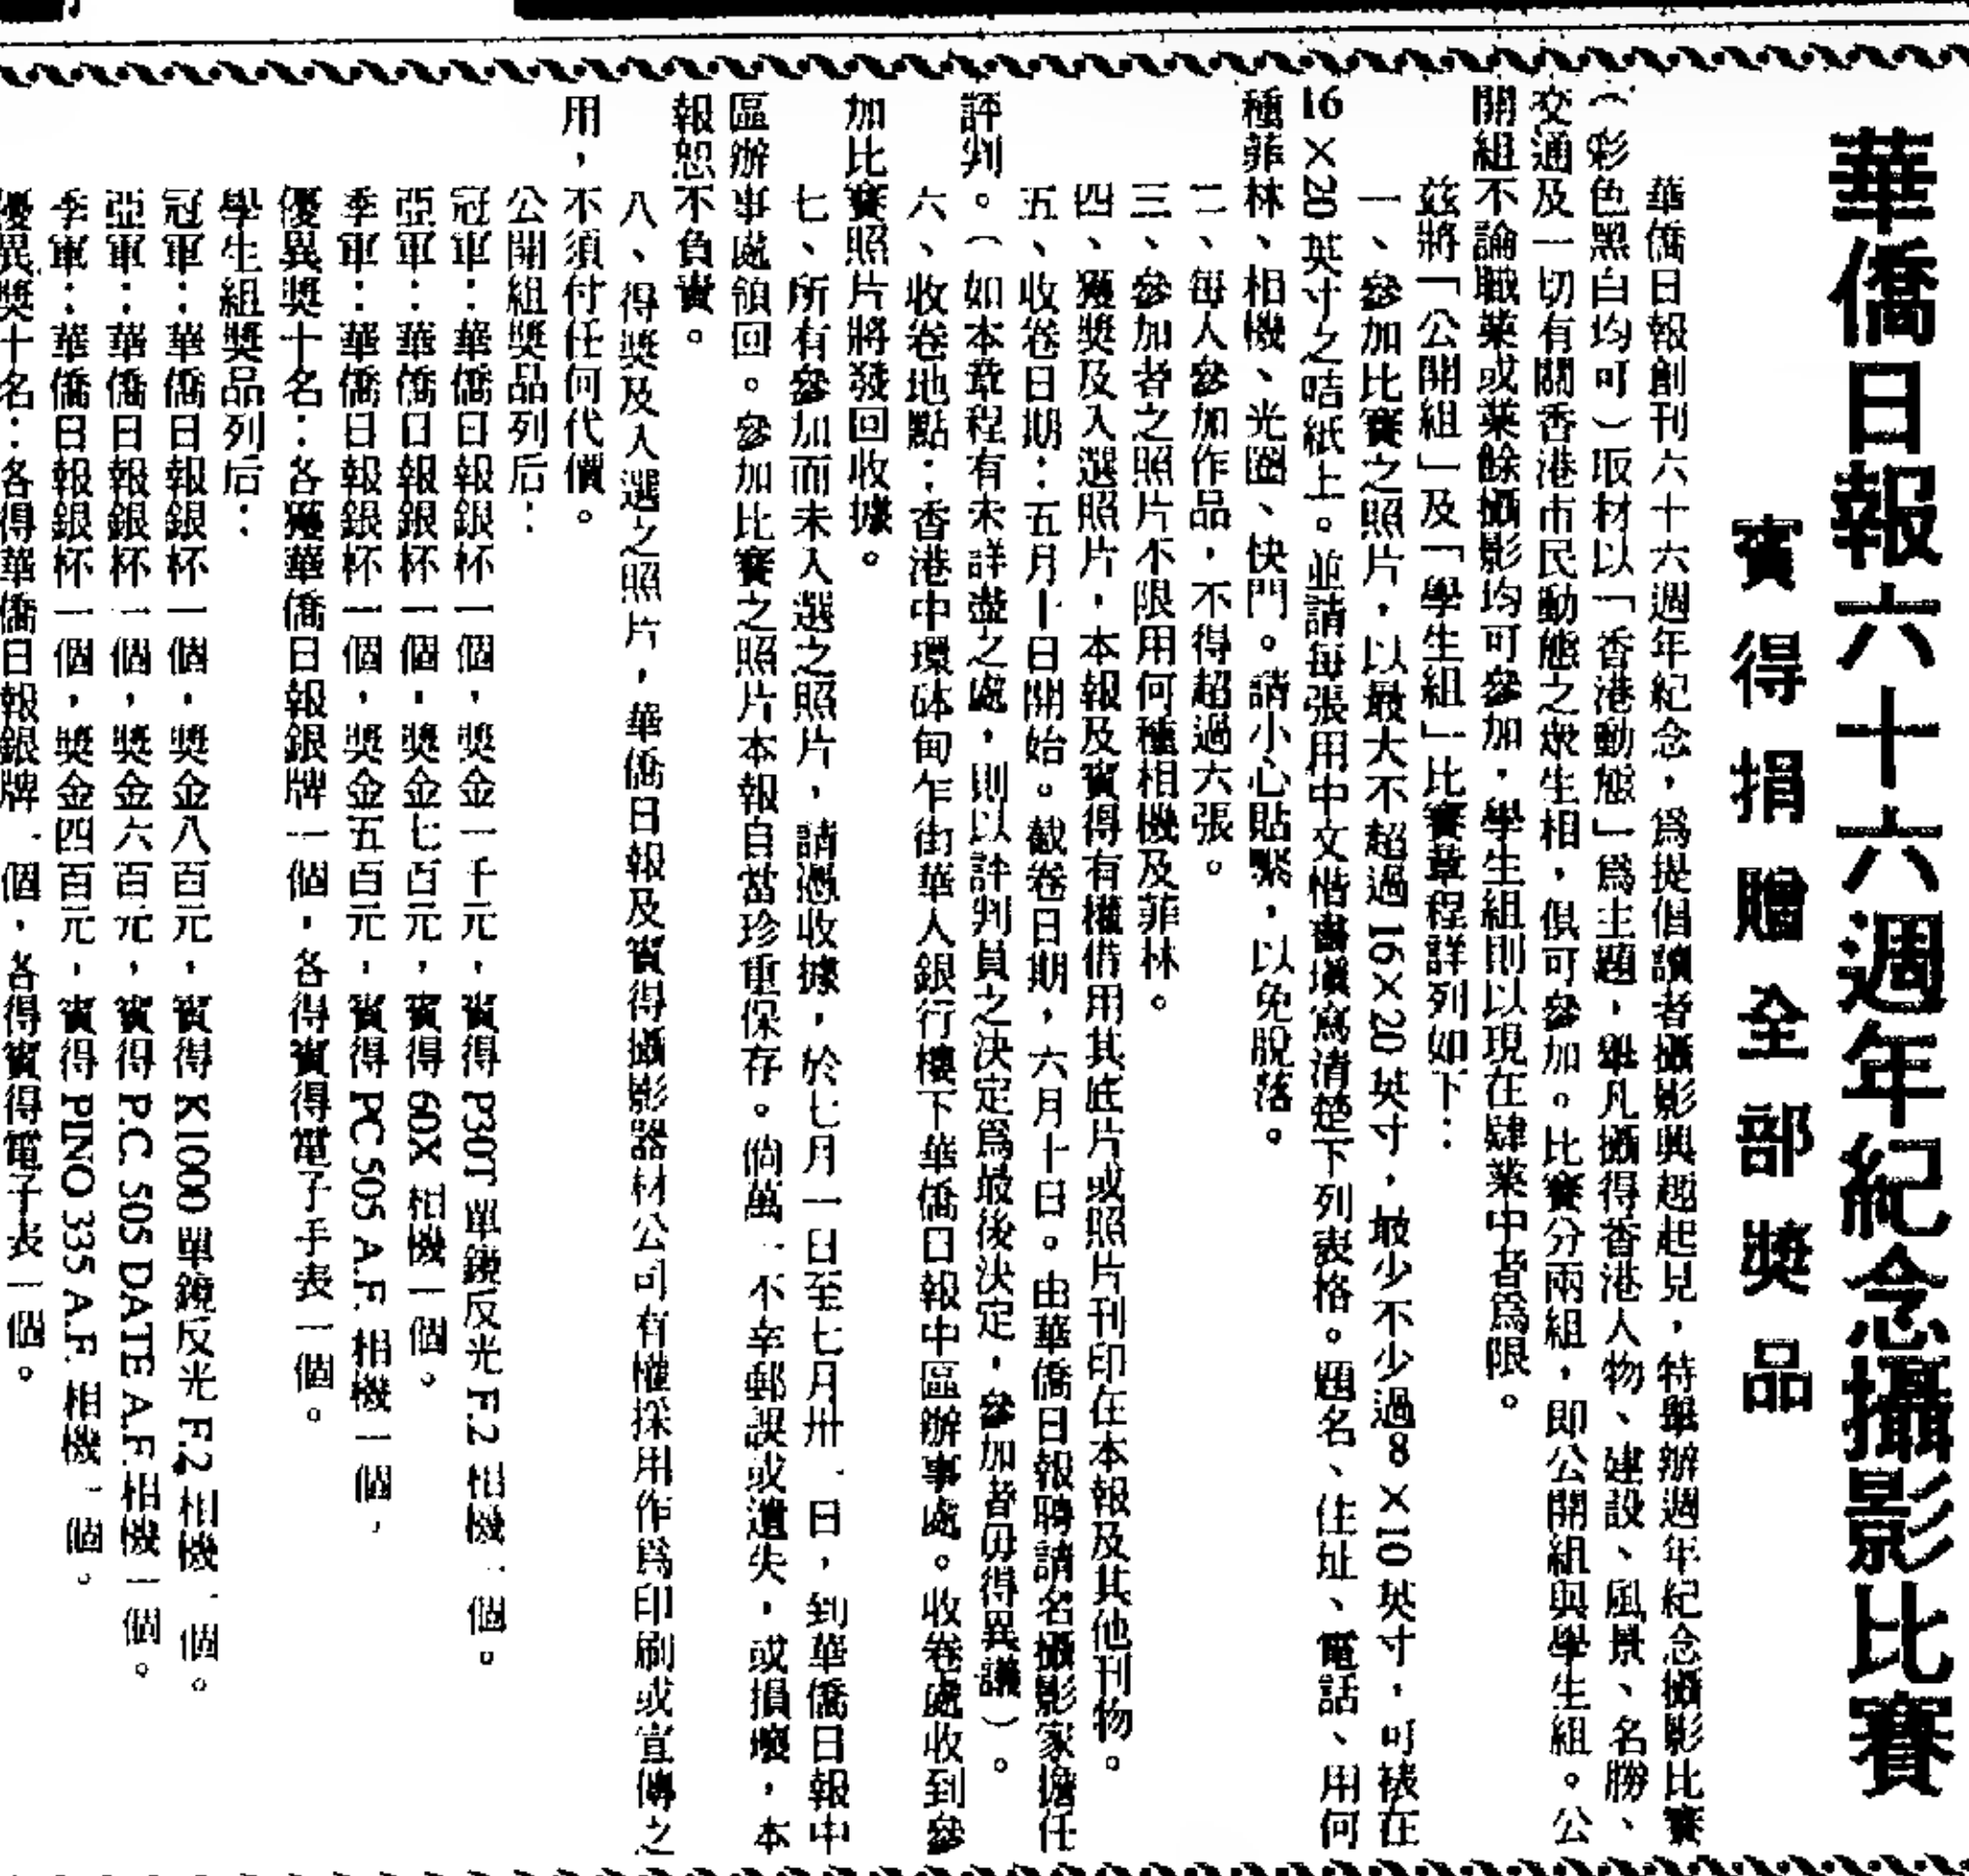 華僑日報六十六週年紀念攝影比賽
賓得捐贈全部獎品
華僑日報創刊六十六週年紀念，爲提倡讀者攝影興趣起見，特舉辦週年紀念攝影比賽
（彩色黑白均可）取材以「香港動態」爲主題，舉凡攝得香港人物、建設、風景、名勝、
交通及一切有關香港市民動態之衆生相，俱可參加。比賽分兩組，即公開組與學生組。公
開組不論職業或業餘攝影均可參加，學生組則以現在肄業中者爲限。
茲將「公開組」及「學生組」比賽章程詳列如下：
一、參加比賽之照片，以最大不超過16×20英寸，最少不少過8×10英寸，可裱在
16×20英寸之咭紙上。並請每張用中文楷書塡寫清楚下列表格。題名、住址、電話、用何
種菲林、相機、光圈、快門。請小心貼緊，以免脫落。
二、每人參加作品，不得超過六張。
三、參加者之照片不限用何種相機及菲林。
四、獲獎及入選照片，本報及賓得有權借用其底片或照片刊印在本報及其他刊物。
五、收卷日期：五月十日開始。截卷日期，六月十日。由華僑日報聘請名攝影家擔任
評判。（如本章程有未詳盡之處，則以評判員之決定爲最後決定，參加者毋得異議）。
六、收卷地點：香港中環砵甸乍街華人銀行樓下華僑日報中區辦事處。收卷處收到參
加比賽照片將發回收據。
七、所有參加而未入選之照片，請憑收據，於七月一日至七月卅一日，到華僑日報中
區辦事處領回。參加比賽之照片本報自當珍重保存。倘萬一不幸郵誤或遺失，或損壞，本
報恕不負責。
八、得獎及入選之照片，華僑日報及賓得攝影器材公司有權採用作爲印刷或宣傳之
用，不須付任何代價。
公開組獎品列后：
冠軍：華僑日報銀杯一個，獎金一千元，賓得P30T單鏡反光F.2相機一個。
亞軍：華僑日報銀杯一個，獎金七百元，賓得60X相機一個。
季軍：華僑日報銀杯一個，獎金五百元，賓得PC 505 A.F.相機一個，
優異獎十名：各獲華僑日報銀牌一個，各得賓得電子手表一個。
學生組獎品列后：
冠軍：華僑日報銀杯一個，獎金八百元，賓得K1000單鏡反光F.2相機一個。
亞軍：華僑日報銀杯一個，獎金六百元，賓得P.C. 505 DATE A.F.相機一個。
季軍：華僑日報銀杯一個，獎金四百元，賓得PINO 335 A.F.相機一個。
優異獎十名：各得華僑日報銀牌一個，各得賓得電子表一個。